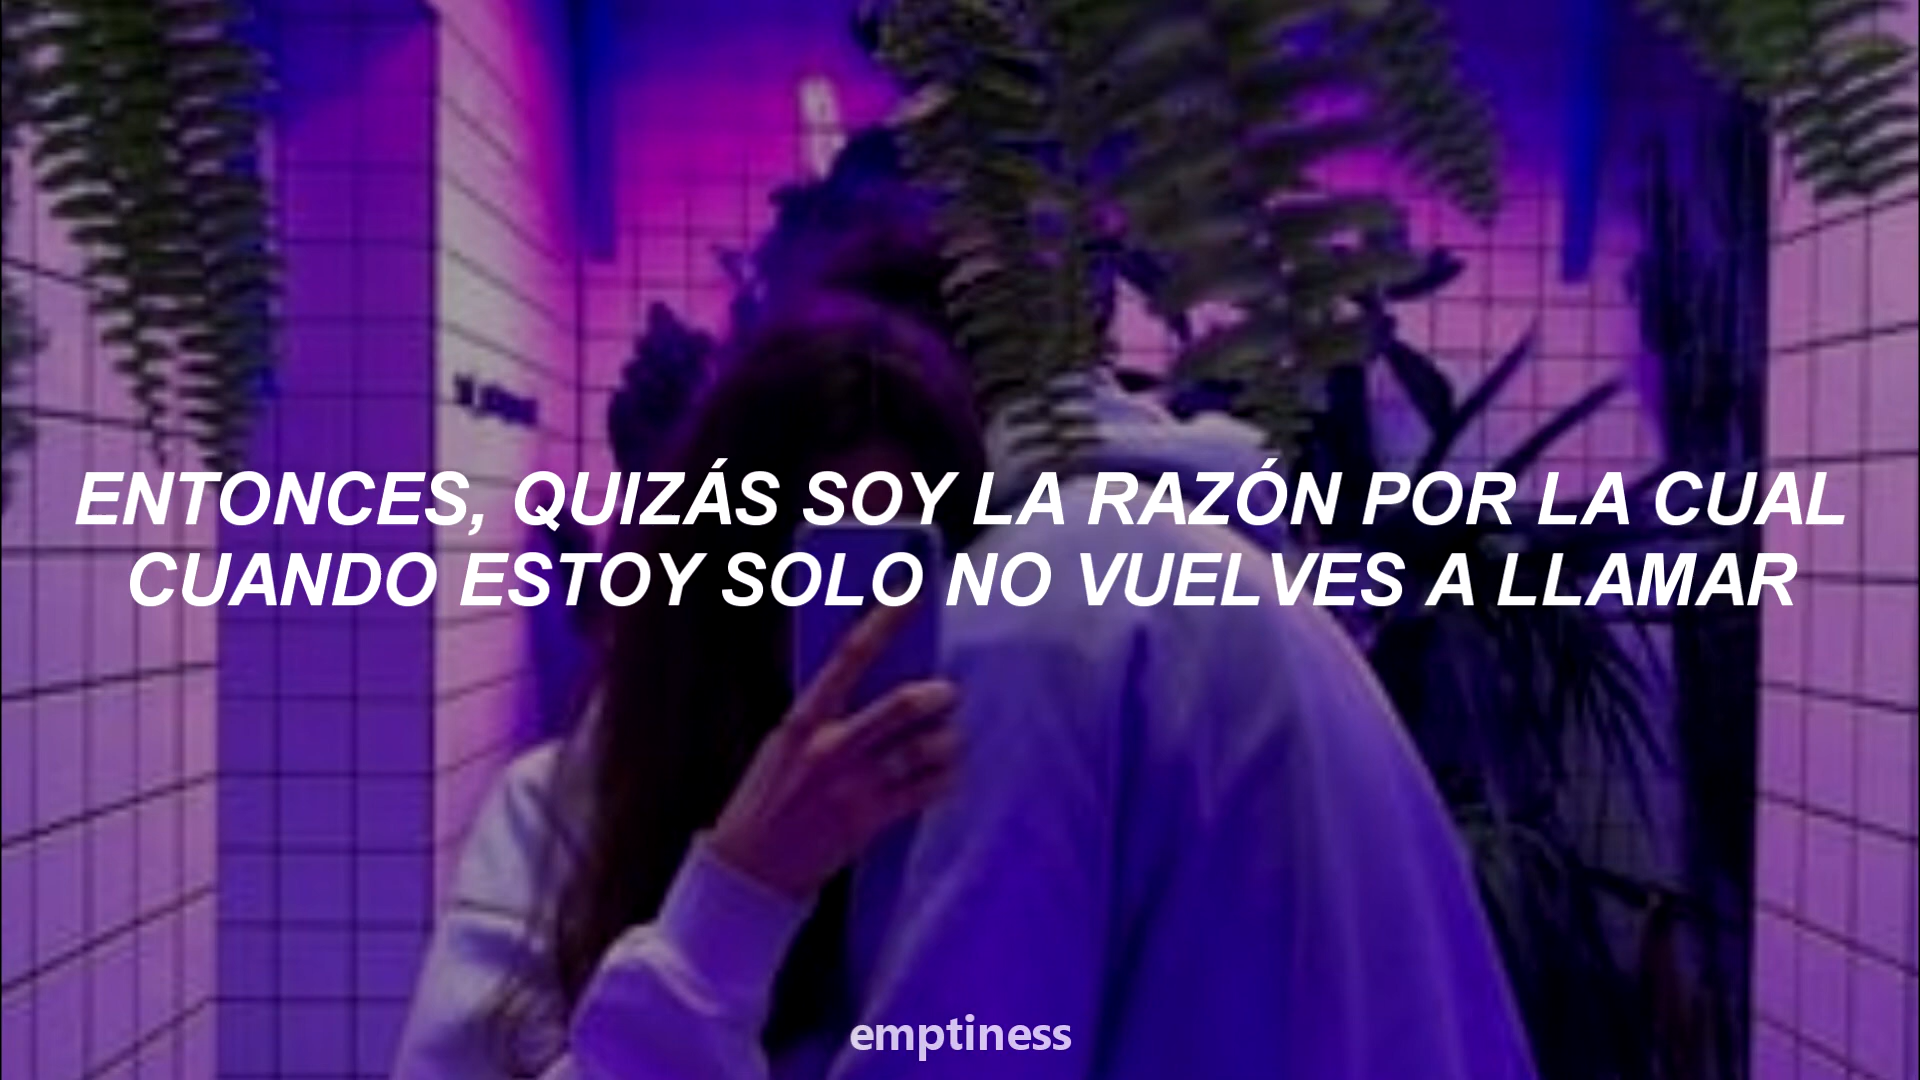 ENTONCES, QUIZÁS SOY LA RAZÓN POR LA CUAL
CUANDO ESTOY SOLO NO VUELVES A LLAMAR
emptiness